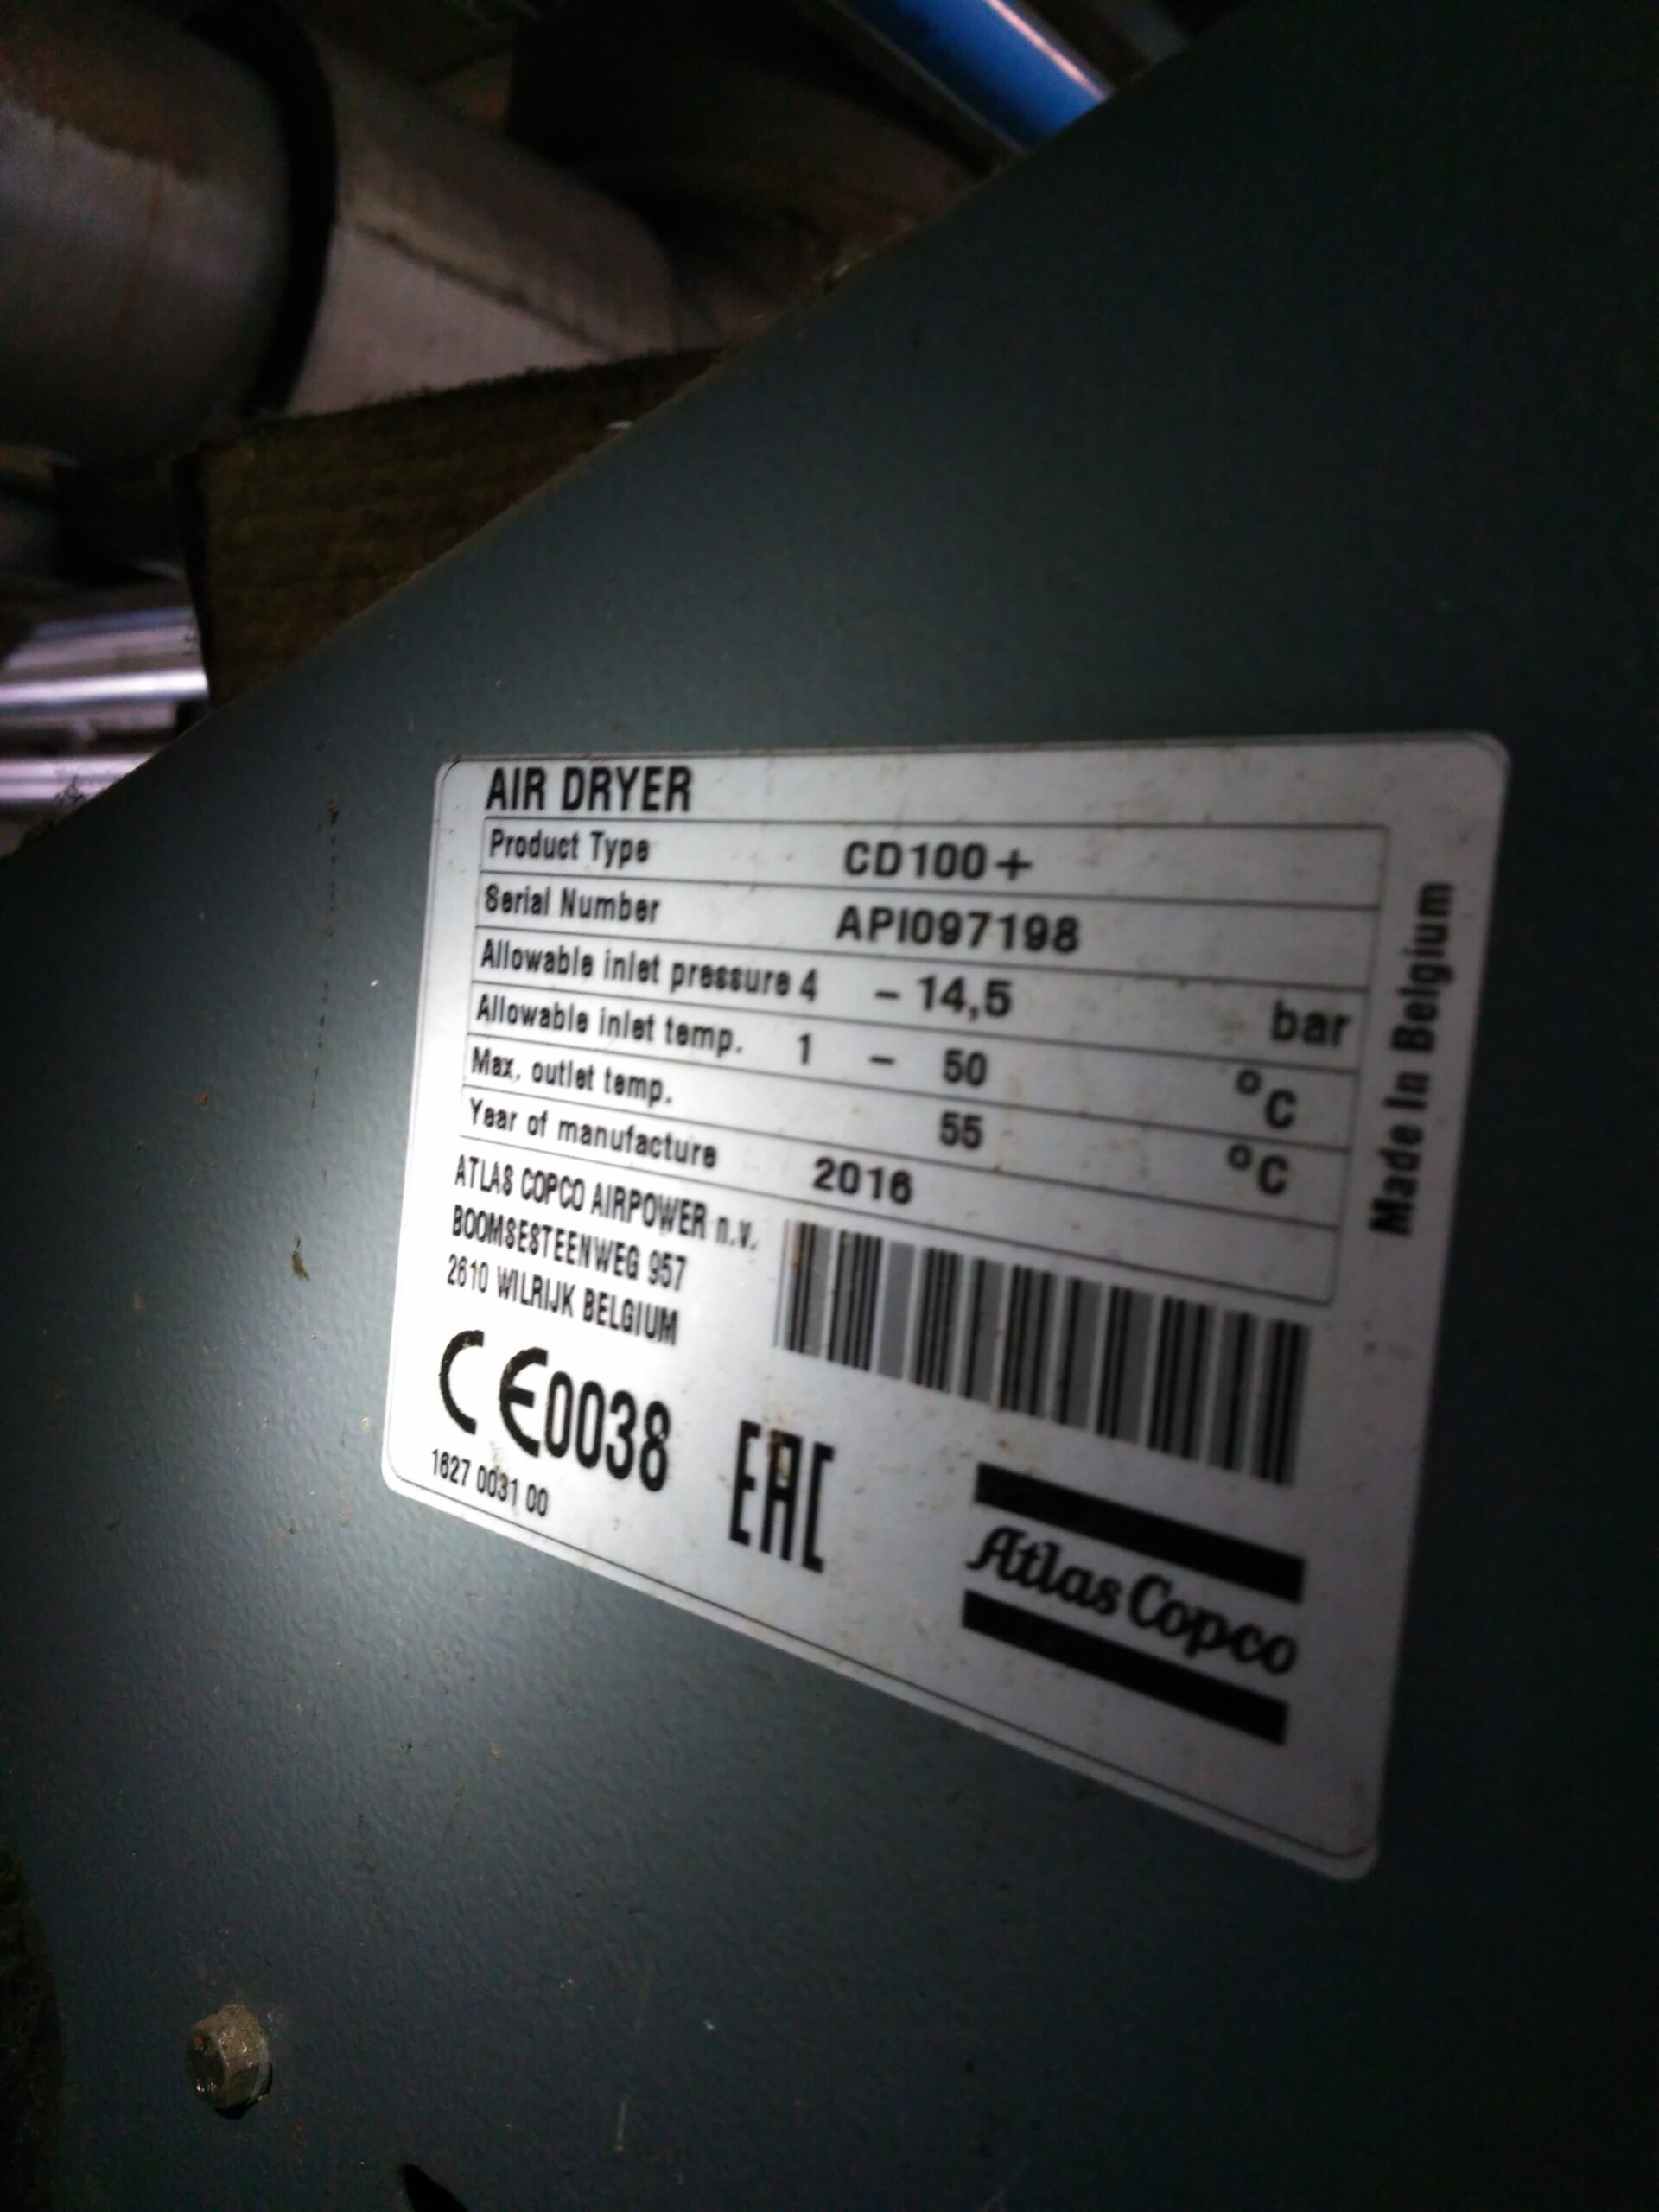 AIR DRYER
Product Type CD100+
Serial Number API097198
Allowable inlet pressure 4 - 14,5 bar
Allowable inlet temp. 1 - 50 °C
Max. outlet temp. 55 °C
Year of manufacture 2016
ATLAS COPCO AIRPOWER n.v.
BOOMSESTEENWEG 957
2610 WILRIJK BELGIUM
CE0038
EAC
1627 0031 00
Atlas Copco
Made In Belgium